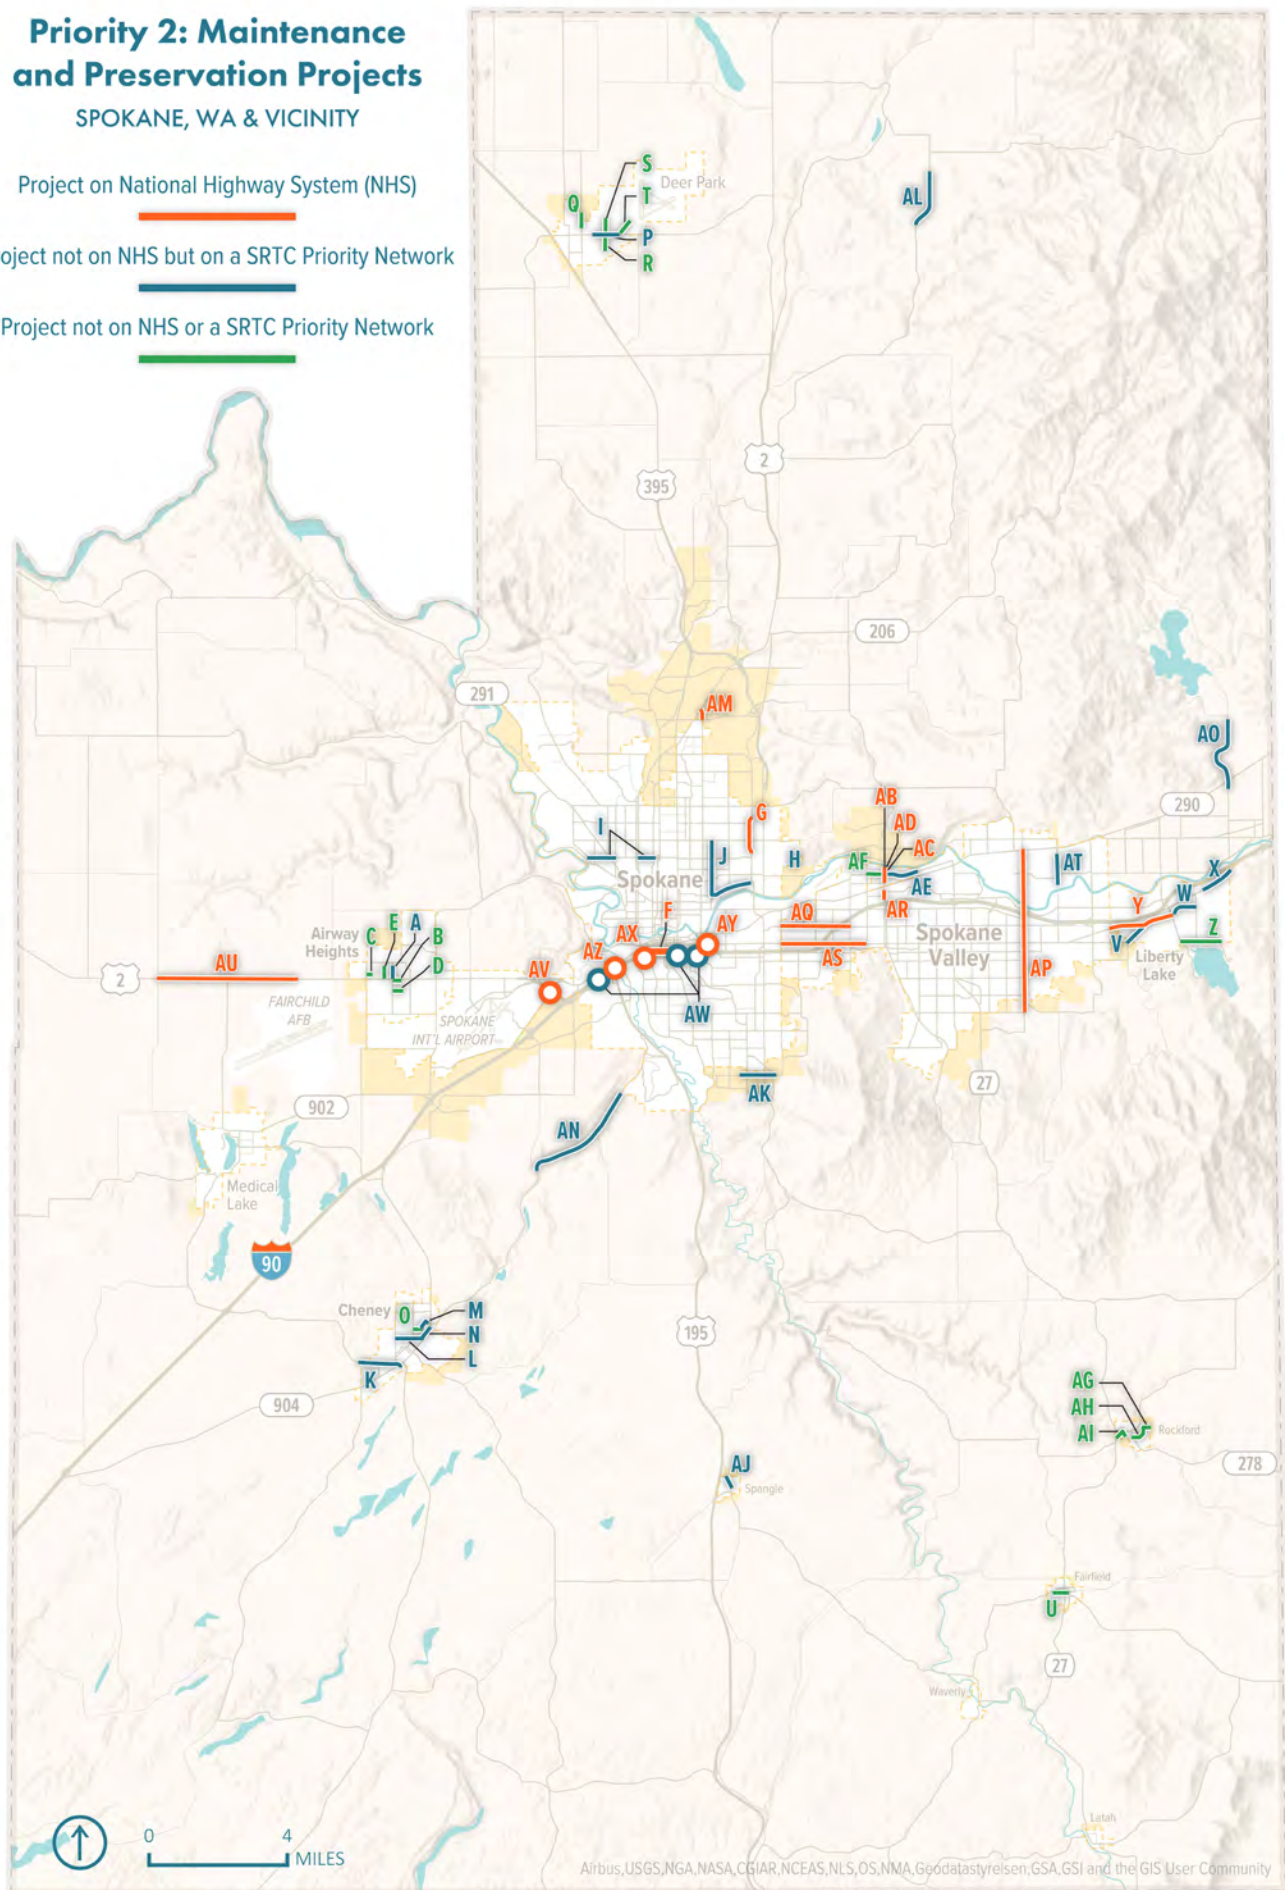 Priority 2: Maintenance
and Preservation Projects
SPOKANE, WA & VICINITY
Project on National Highway System (NHS)
oject not on NHS but on a SRTC Priority Network
Project not on NHS or a SRTC Priority Network
S
Deer Park
T
Q
P
R
AL
2
395
206
291
AM
AO
290
G
AB
AD
AC
I
J
H
AF
AE
AT
X
W
Spokane
F
AR
Y
Z
V
AX
AY
AQ
AS
Spokane
Valley
Liberty
Lake
AP
E
A
C
B
D
Airway
Heights
AZ
AV
AU
2
FAIRCHILD
AFB
SPOKANE
INT'L AIRPORT
AW
AK
27
902
AN
Medical
Lake
90
Cheney
O
M
N
L
K
195
904
AG
AH
AI
Rockford
278
AJ
Spangle
Fairfield
U
27
Waverly
Latah
0
4
MILES
Airbus,USGS,NGA,NASA,CGIAR,NCEAS,NLS,OS,NMA,Geodatastyreisen,GSA,GSI and the GIS User Community